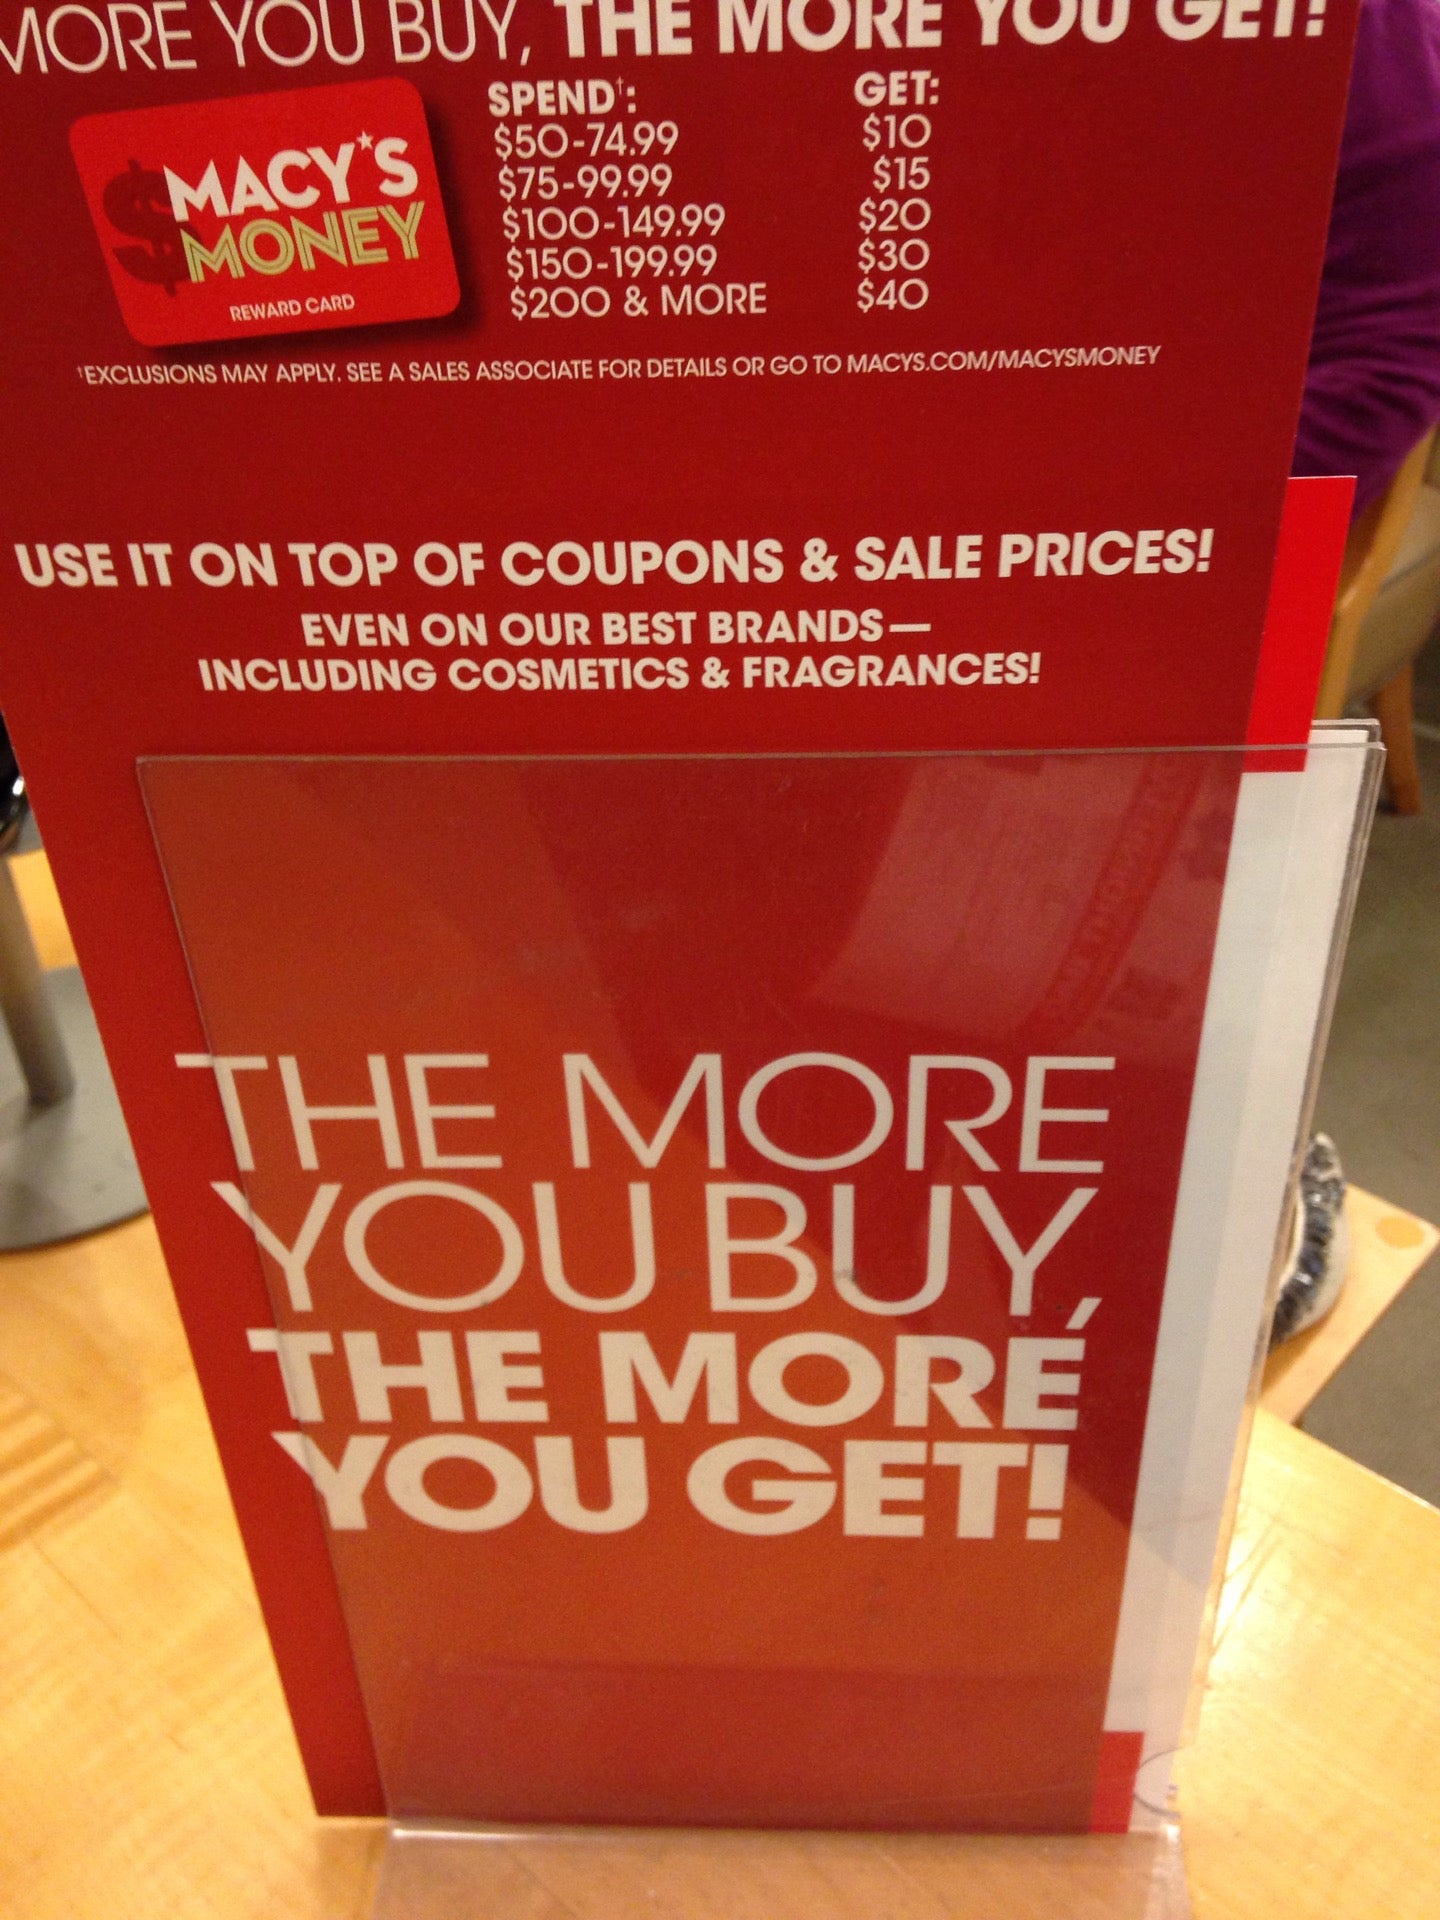 MORE YOU BUY, THE MORE YOU GET!
MACY'S
MONEY
REWARD CARD
SPEND†: GET:
$50-74.99 $10
$75-99.99 $15
$100-149.99 $20
$150-199.99 $30
$200 & MORE $40
†EXCLUSIONS MAY APPLY. SEE A SALES ASSOCIATE FOR DETAILS OR GO TO MACYS.COM/MACYSMONEY
USE IT ON TOP OF COUPONS & SALE PRICES!
EVEN ON OUR BEST BRANDS—
INCLUDING COSMETICS & FRAGRANCES!
THE MORE
YOU BUY,
THE MORE
YOU GET!